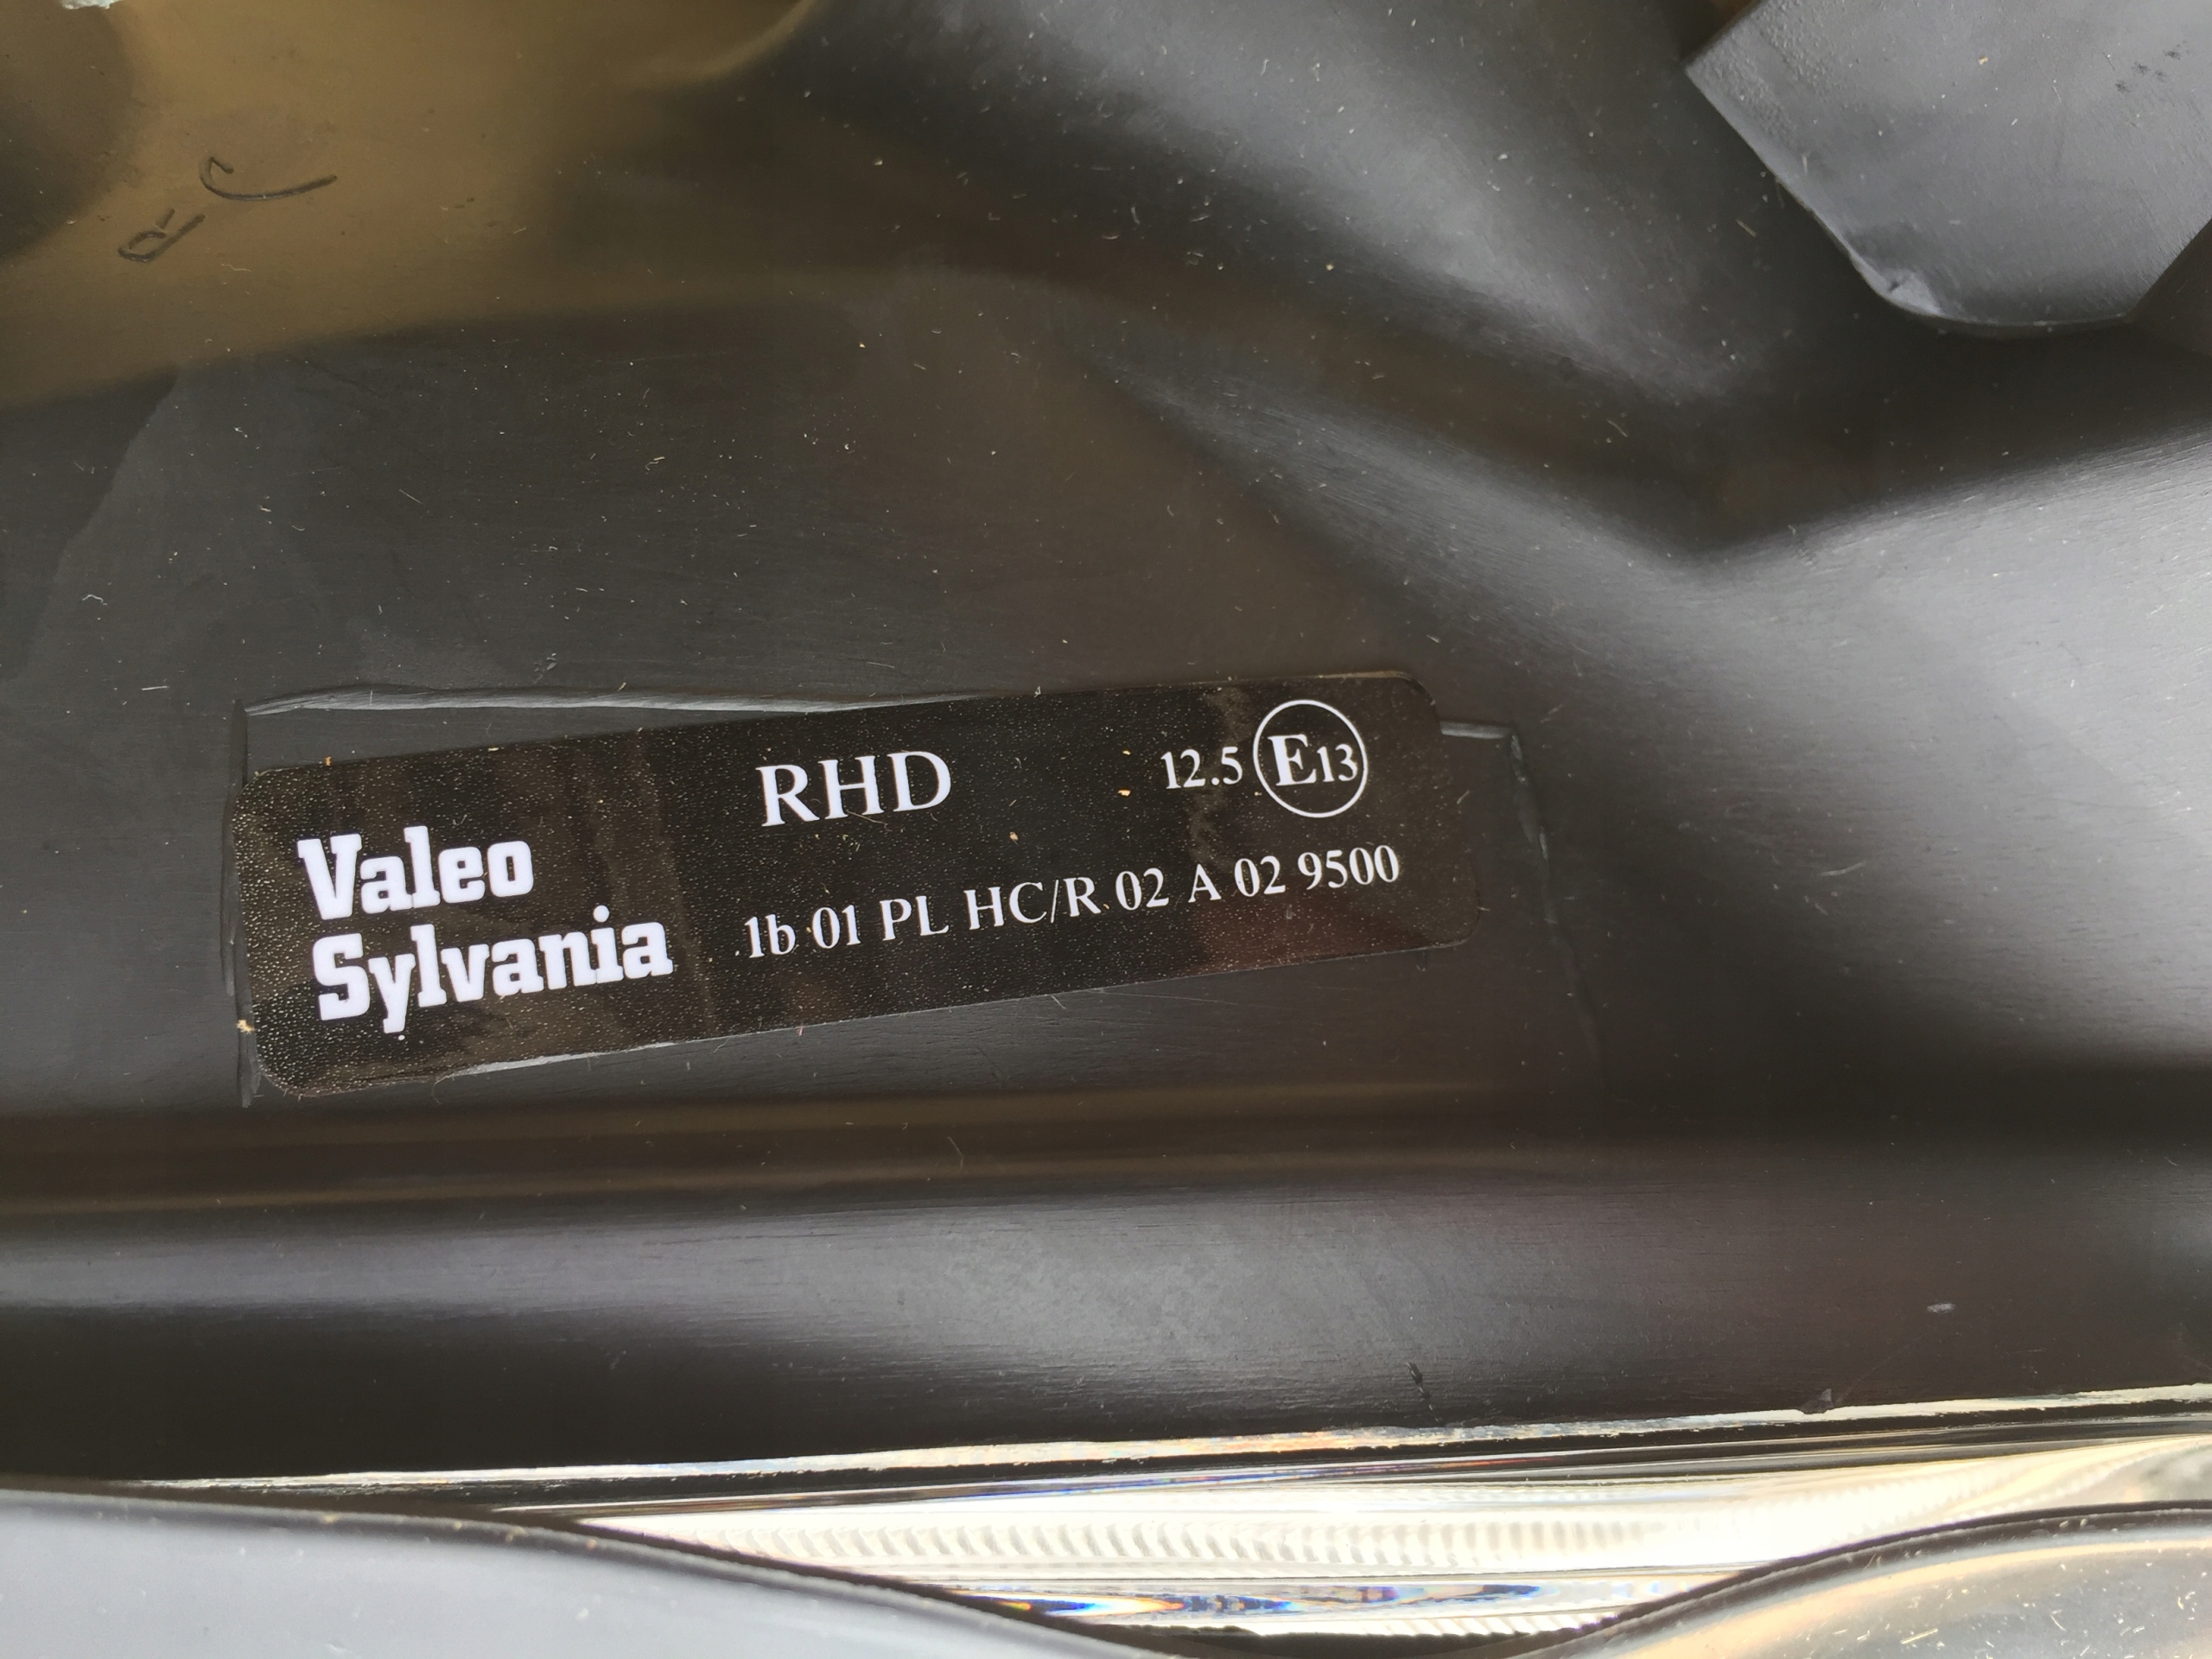 RHD 12.5 E13
Valeo
Sylvania
1b 01 PL HC/R 02 A 02 9500